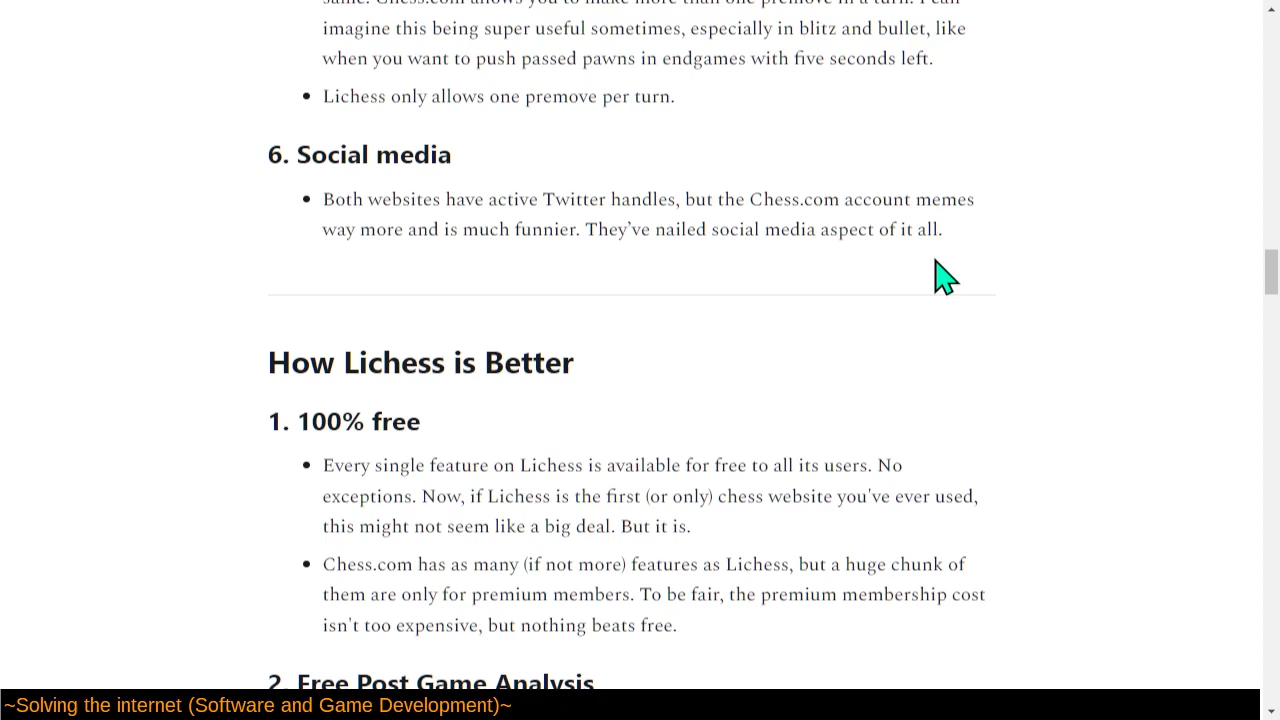 imagine this being super useful sometimes, especially in blitz and bullet, like
when you want to push passed pawns in endgames with five seconds left.
• Lichess only allows one premove per turn.
6. Social media
• Both websites have active Twitter handles, but the Chess.com account memes
way more and is much funnier. They've nailed social media aspect of it all.
How Lichess is Better
1. 100% free
• Every single feature on Lichess is available for free to all its users. No
exceptions. Now, if Lichess is the first (or only) chess website you've ever used,
this might not seem like a big deal. But it is.
• Chess.com has as many (if not more) features as Lichess, but a huge chunk of
them are only for premium members. To be fair, the premium membership cost
isn't too expensive, but nothing beats free.
2. Free Post Game Analysis
~Solving the internet (Software and Game Development)~